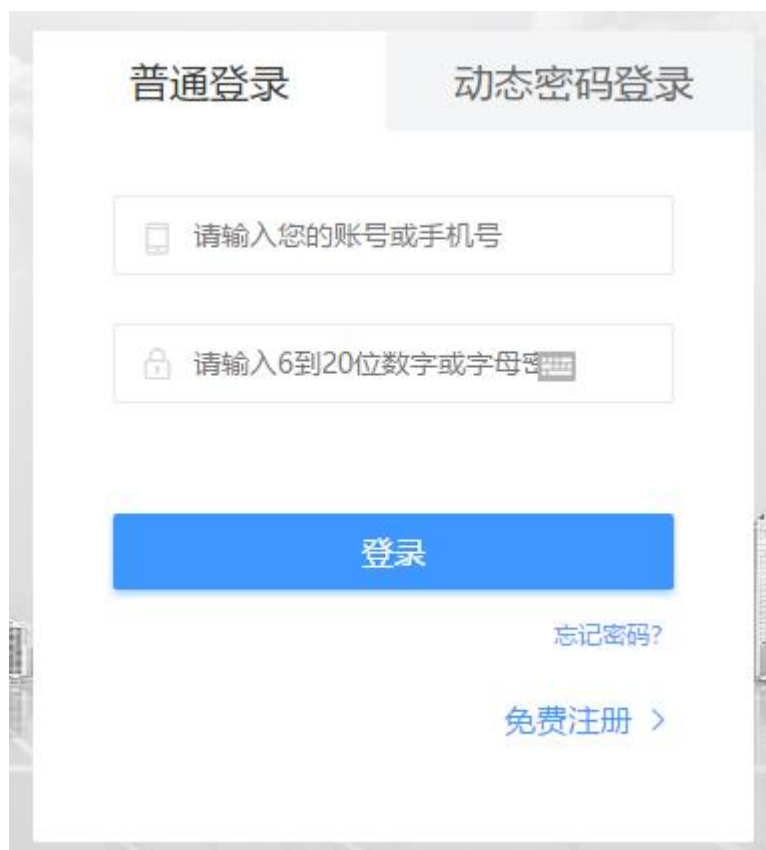 普通登录 动态密码登录
请输入您的账号或手机号
请输入6到20位数字或字母
登录
忘记密码?
免费注册 >